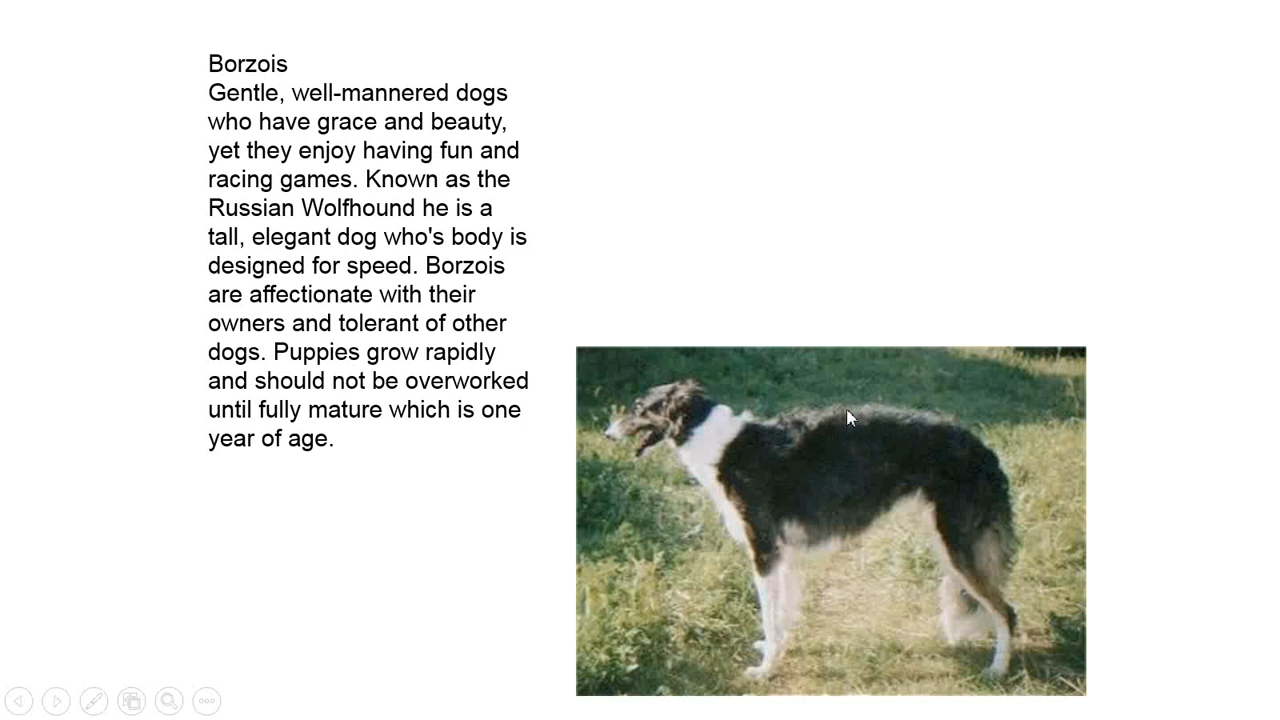 Borzois
Gentle, well-mannered dogs
who have grace and beauty,
yet they enjoy having fun and
racing games. Known as the
Russian Wolfhound he is a
tall, elegant dog who's body is
designed for speed. Borzois
are affectionate with their
owners and tolerant of other
dogs. Puppies grow rapidly
and should not be overworked
until fully mature which is one
year of age.